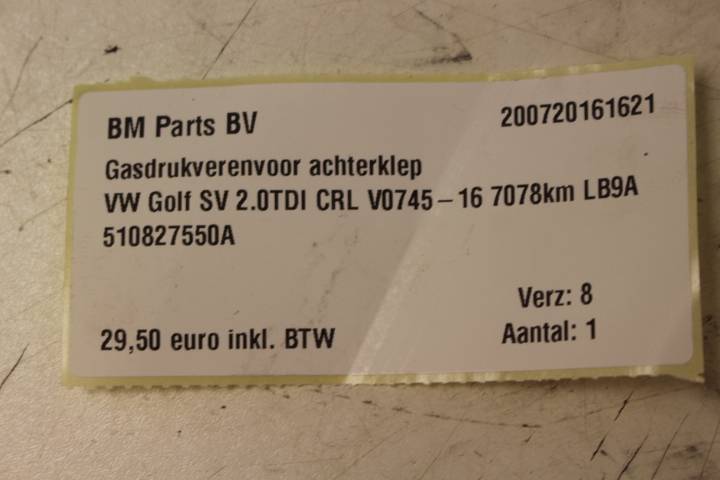 BM Parts BV 200720161621
Gasdrukverenvoor achterklep
VW Golf SV 2.0TDI CRL V0745-16 7078km LB9A
510827550A
Verz: 8
29,50 euro inkl. BTW Aantal: 1